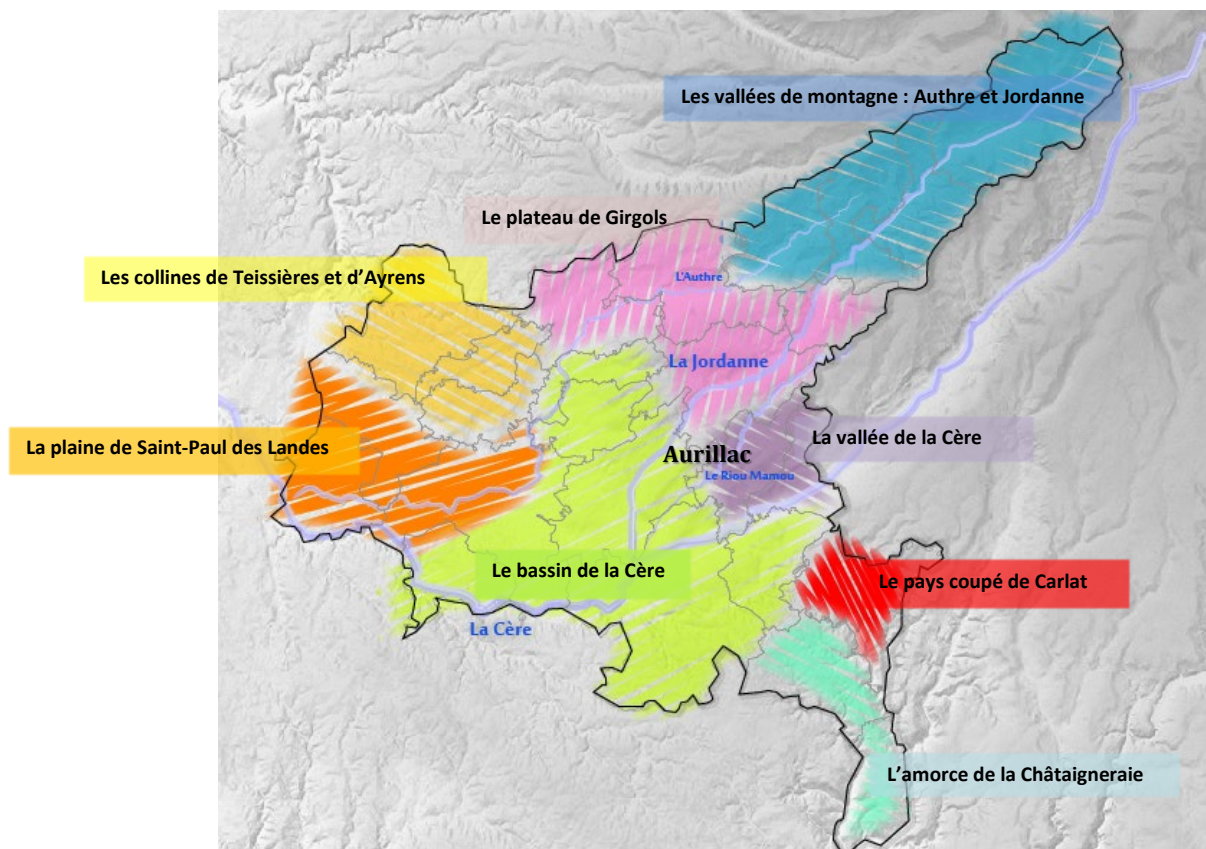 Les vallées de montagne : Authre et Jordanne
Le plateau de Girgols
Les collines de Teissières et d’Ayrens
L'Authre
La Jordanne
La plaine de Saint-Paul des Landes
La vallée de la Cère
Aurillac
Le Riou Mamou
Le bassin de la Cère
Le pays coupé de Carlat
La Cère
L’amorce de la Châtaigneraie